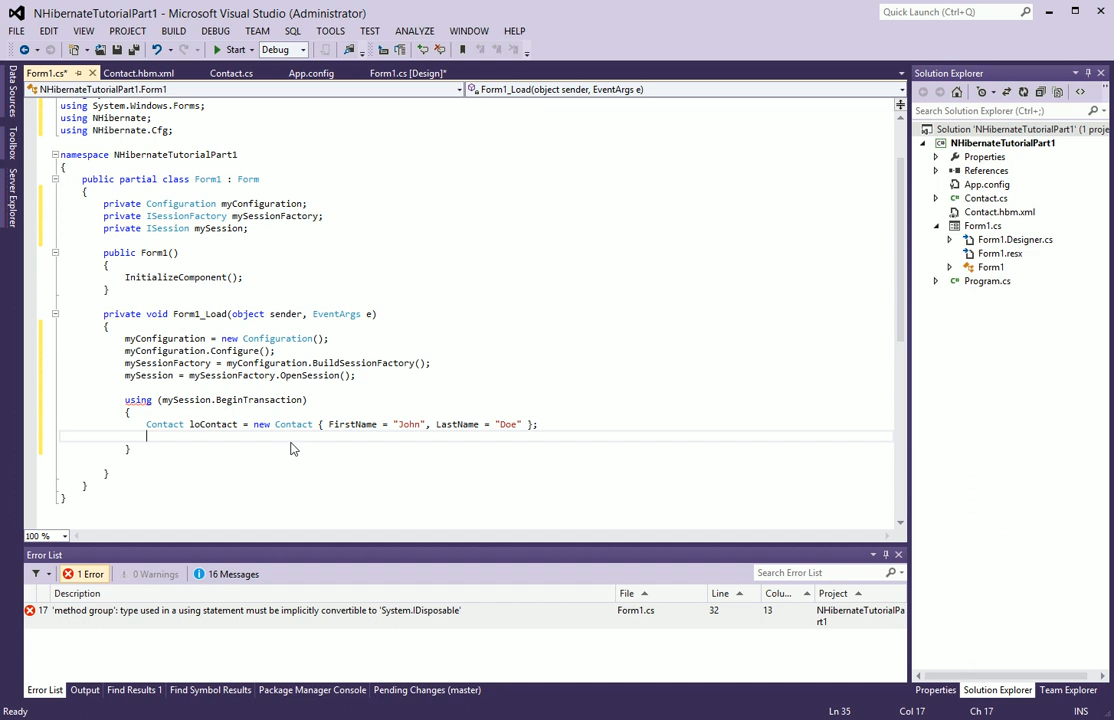 NHibernateTutorialPart1 - Microsoft Visual Studio (Administrator)
Quick Launch (Ctrl+Q)
FILE EDIT VIEW PROJECT BUILD DEBUG TEAM SQL TOOLS TEST ANALYZE WINDOW HELP
Start Debug
Form1.cs* Contact.hbm.xml Contact.cs App.config Form1.cs [Design]*
NHibernateTutorialPart1.Form1 Form1_Load(object sender, EventArgs e)
Data Sources
Toolbox
Server Explorer
using System.Windows.Forms;
using NHibernate;
using NHibernate.Cfg;
namespace NHibernateTutorialPart1
{
public partial class Form1 : Form
{
private Configuration myConfiguration;
private ISessionFactory mySessionFactory;
private ISession mySession;
public Form1()
{
InitializeComponent();
}
private void Form1_Load(object sender, EventArgs e)
{
myConfiguration = new Configuration();
myConfiguration.Configure();
mySessionFactory = myConfiguration.BuildSessionFactory();
mySession = mySessionFactory.OpenSession();
using (mySession.BeginTransaction)
{
Contact loContact = new Contact { FirstName = "John", LastName = "Doe" };
}
}
}
}
100 %
Solution Explorer
Search Solution Explorer (Ctrl+;)
Solution 'NHibernateTutorialPart1' (1 proje
NHibernateTutorialPart1
Properties
References
App.config
Contact.cs
Contact.hbm.xml
Form1.cs
Form1.Designer.cs
Form1.resx
Form1
Program.cs
Error List
1 Error 0 Warnings 16 Messages
Search Error List
Description File Line Colu... Project
17 'method group': type used in a using statement must be implicitly convertible to 'System.IDisposable' Form1.cs 32 13 NHibernateTutorialPa
rt1
Error List Output Find Results 1 Find Symbol Results Package Manager Console Pending Changes (master)
Properties Solution Explorer Team Explorer
Ready Ln 35 Col 17 Ch 17 INS